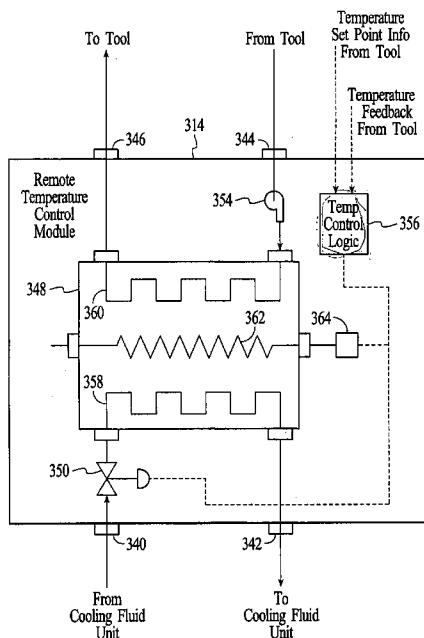 To Tool
From Tool
Temperature
Set Point Info
From Tool
Temperature
Feedback
From Tool
346
314
344
Remote
Temperature
Control
Module
354
Temp
Control
Logic
356
348
360
362
364
358
350
340
342
From
Cooling Fluid
Unit
To
Cooling Fluid
Unit